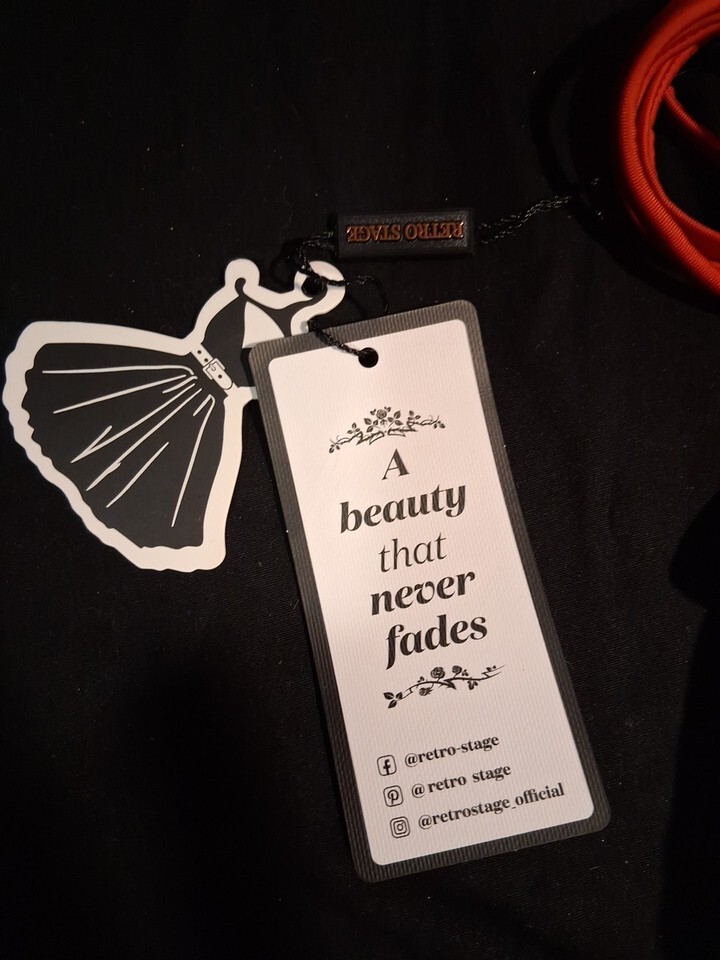 RETRO STAGE
A
beauty
that
never
fades
@retro-stage
@retro stage
@retrostage_official